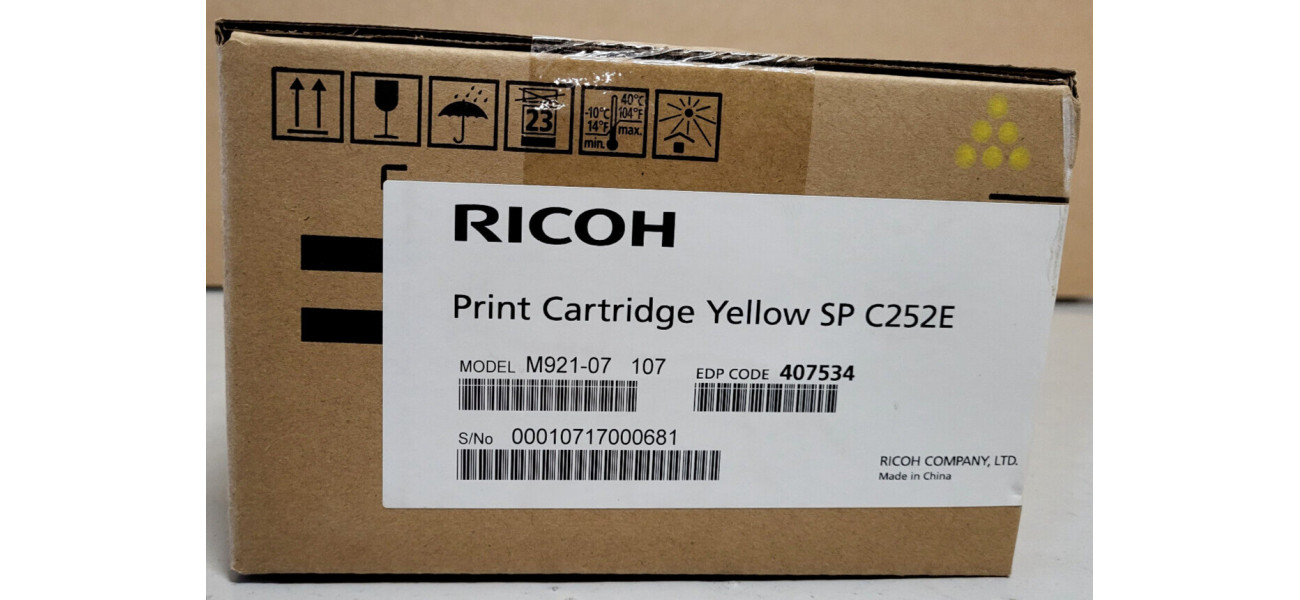 23
-10°C
14°F
min.
40°C
104°F
max.
RICOH
Print Cartridge Yellow SP C252E
MODEL M921-07 107
EDP CODE 407534
S/No 00010717000681
RICOH COMPANY, LTD.
Made in China